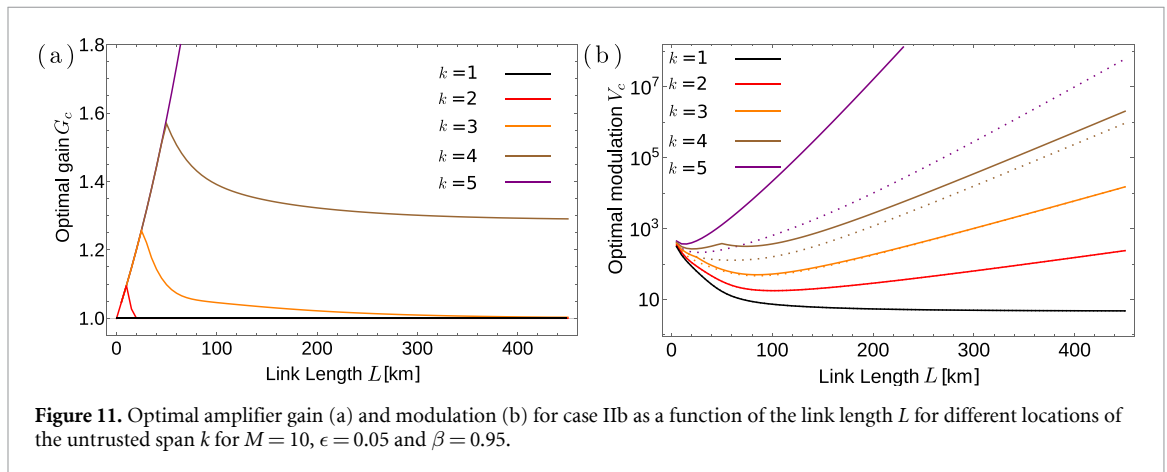 (a)
Optimal gain G_c
1.8
1.6
1.4
1.2
1.0
k = 1
k = 2
k = 3
k = 4
k = 5
0 100 200 300 400
Link Length L [km]
(b)
Optimal modulation V_c
10^7
10^5
10^3
10
k = 1
k = 2
k = 3
k = 4
k = 5
0 100 200 300 400
Link Length L [km]
Figure 11. Optimal amplifier gain (a) and modulation (b) for case IIb as a function of the link length L for different locations of
the untrusted span k for M = 10, ϵ = 0.05 and β = 0.95.